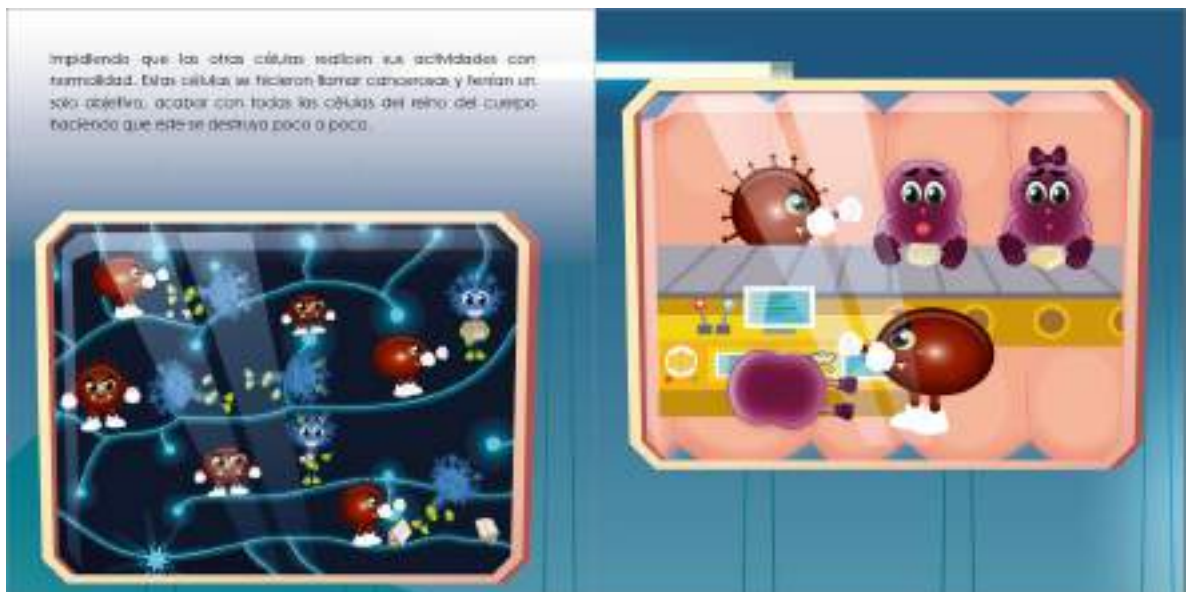 Impidiendo que las otras células realicen sus actividades con
normalidad. Estas células se hicieron llamar cancerosas y tenían un
solo objetivo, acabar con todas las células del reino del cuerpo
haciendo que este se destruya poco a poco.